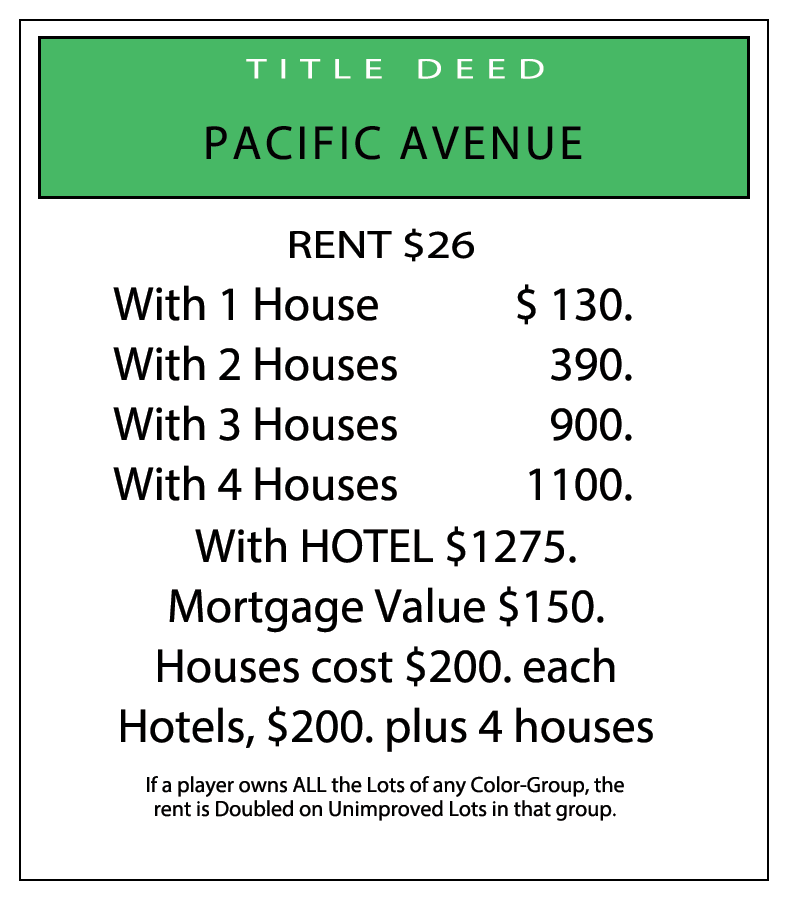 TITLE DEED
PACIFIC AVENUE
RENT $26
With 1 House $ 130.
With 2 Houses 390.
With 3 Houses 900.
With 4 Houses 1100.
With HOTEL $1275.
Mortgage Value $150.
Houses cost $200. each
Hotels, $200. plus 4 houses
If a player owns ALL the Lots of any Color-Group, the
rent is Doubled on Unimproved Lots in that group.